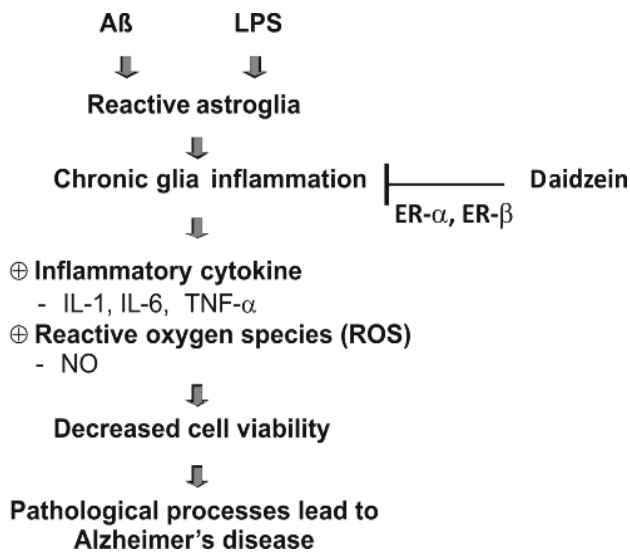 Aß LPS
Reactive astroglia
Chronic glia inflammation Daidzein
ER-α, ER-β
⊕ Inflammatory cytokine
- IL-1, IL-6, TNF-α
⊕ Reactive oxygen species (ROS)
- NO
Decreased cell viability
Pathological processes lead to
Alzheimer's disease